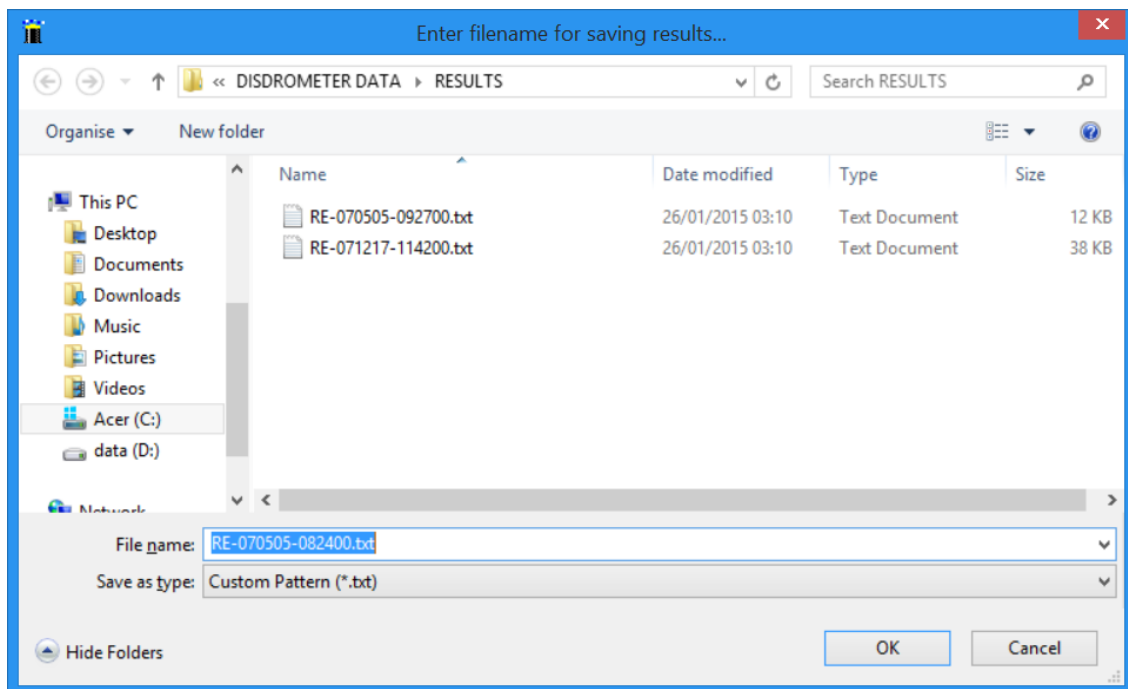 Enter filename for saving results...
« DISDROMETER DATA RESULTS Search RESULTS
Organise New folder
Name Date modified Type Size
This PC
Desktop
Documents
Downloads
Music
Pictures
Videos
Acer (C:)
data (D:)
Network
RE-070505-092700.txt 26/01/2015 03:10 Text Document 12 KB
RE-071217-114200.txt 26/01/2015 03:10 Text Document 38 KB
File name: RE-070505-082400.txt
Save as type: Custom Pattern (*.txt)
Hide Folders OK Cancel